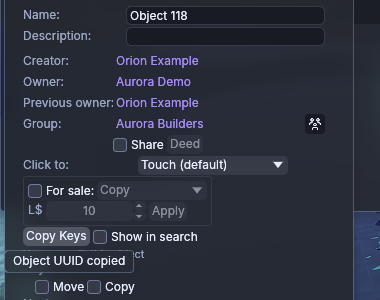 Name: Object 118
Description:
Creator: Orion Example
Owner: Aurora Demo
Previous owner: Orion Example
Group: Aurora Builders
Share Deed
Click to: Touch (default)
For sale: Copy
L$ 10 Apply
Copy Keys Show in search
Object UUID copied
Move Copy